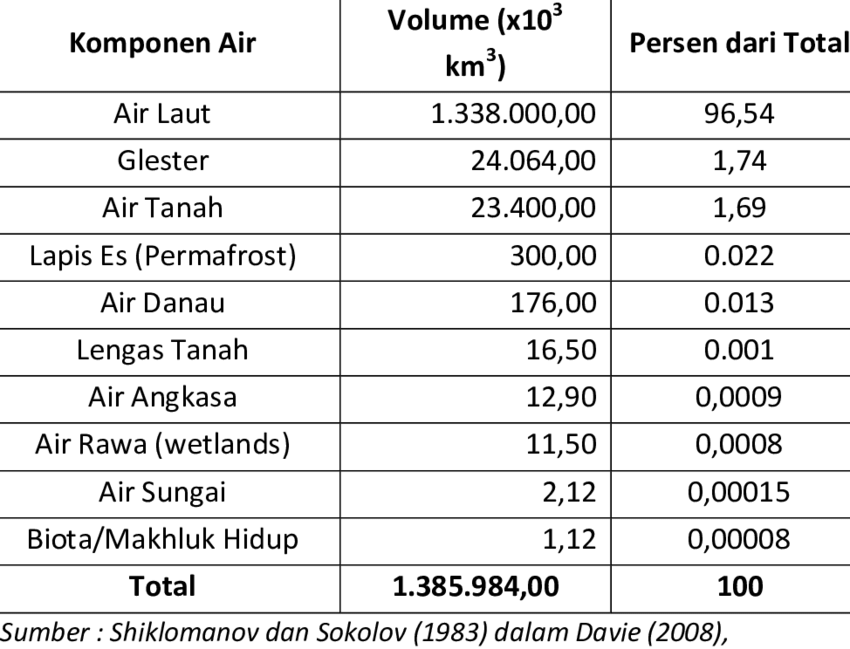 Komponen Air Volume (x10³ km³) Persen dari Total
Air Laut 1.338.000,00 96,54
Glester 24.064,00 1,74
Air Tanah 23.400,00 1,69
Lapis Es (Permafrost) 300,00 0.022
Air Danau 176,00 0.013
Lengas Tanah 16,50 0.001
Air Angkasa 12,90 0,0009
Air Rawa (wetlands) 11,50 0,0008
Air Sungai 2,12 0,00015
Biota/Makhluk Hidup 1,12 0,00008
Total 1.385.984,00 100
Sumber : Shiklomanov dan Sokolov (1983) dalam Davie (2008),